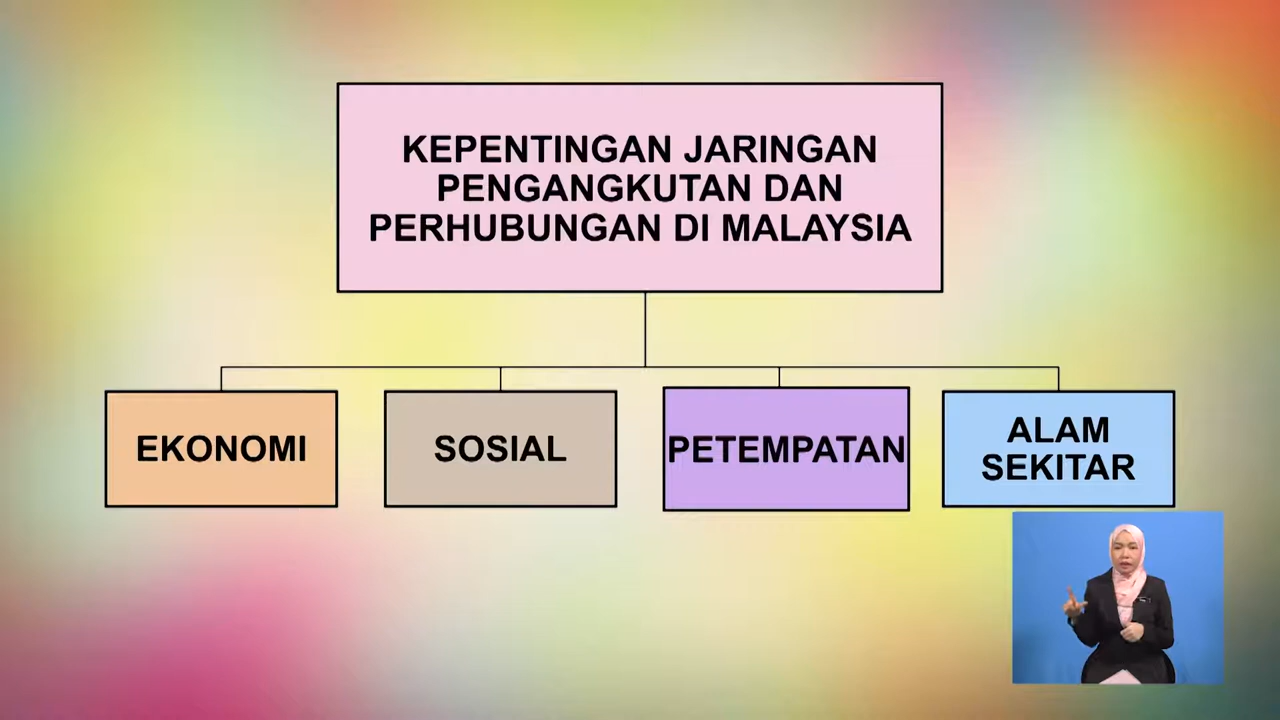 KEPENTINGAN JARINGAN
PENGANGKUTAN DAN
PERHUBUNGAN DI MALAYSIA
EKONOMI
SOSIAL
PETEMPATAN
ALAM
SEKITAR